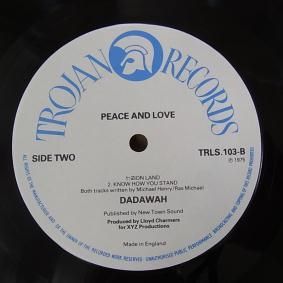 TROJAN RECORDS
PEACE AND LOVE
SIDE TWO
TRLS.103-B
℗ 1975
1. ZION LAND
2. KNOW HOW YOU STAND
Both tracks written by Michael Henry/Ras Michael
DADAWAH
Published by New Town Sound
Produced by Lloyd Charmers
for XYZ Productions
Made in England
ALL RIGHTS OF THE MANUFACTURER AND OF THE OWNER OF THE RECORDED WORK RESERVED · UNAUTHORISED PUBLIC PERFORMANCE, BROADCASTING AND COPYING OF THIS RECORD PROHIBITED